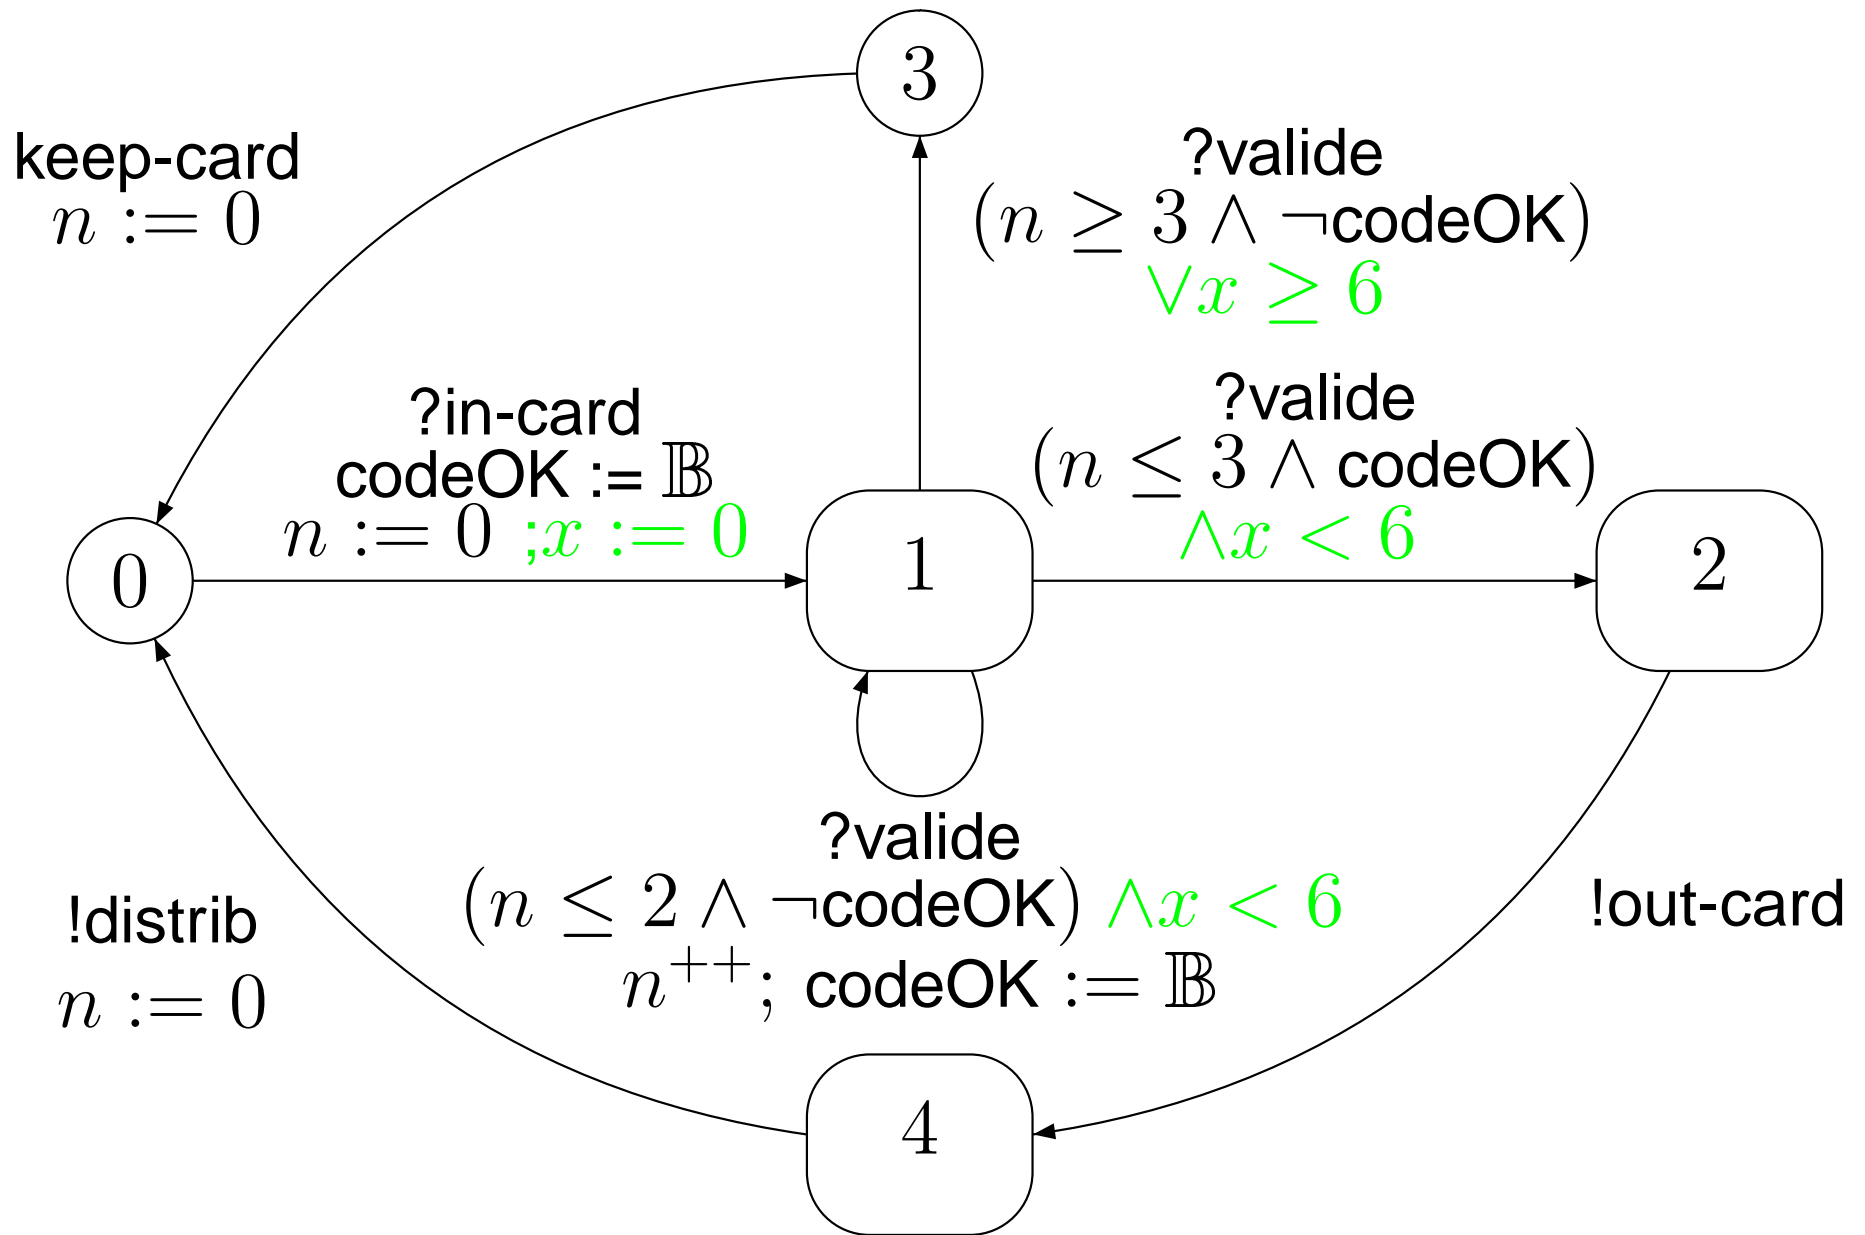 3
keep-card
n := 0
?valide
(n ≥ 3 ∧ ¬codeOK)
∨x ≥ 6
?in-card
codeOK := 𝔹
n := 0 ;x := 0
?valide
(n ≤ 3 ∧ codeOK)
∧x < 6
0
1
2
?valide
(n ≤ 2 ∧ ¬codeOK) ∧x < 6
n⁺⁺; codeOK := 𝔹
!distrib
n := 0
!out-card
4